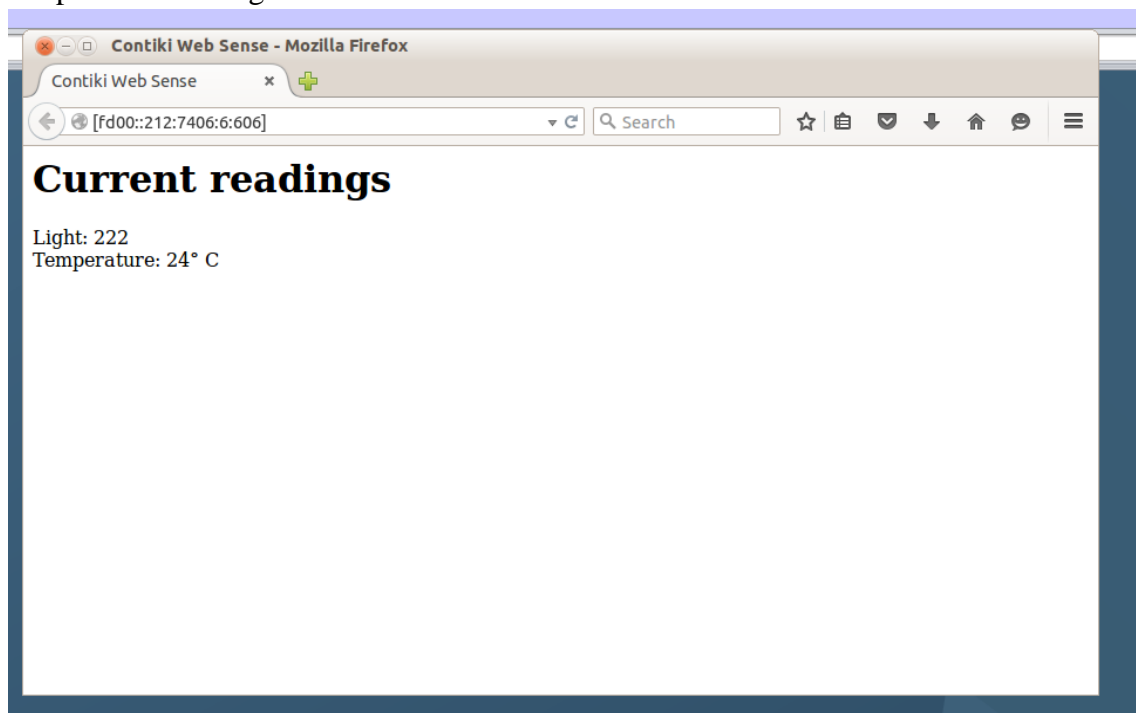 Contiki Web Sense - Mozilla Firefox
Contiki Web Sense
[fd00::212:7406:6:606]
Search
Current readings
Light: 222
Temperature: 24° C